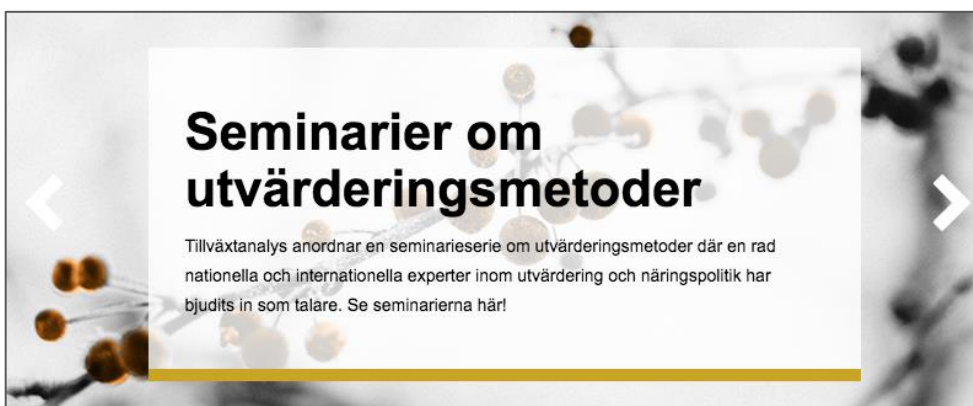 Seminarier om
utvärderingsmetoder
Tillväxtanalys anordnar en seminarieserie om utvärderingsmetoder där en rad
nationella och internationella experter inom utvärdering och näringspolitik har
bjudits in som talare. Se seminarierna här!